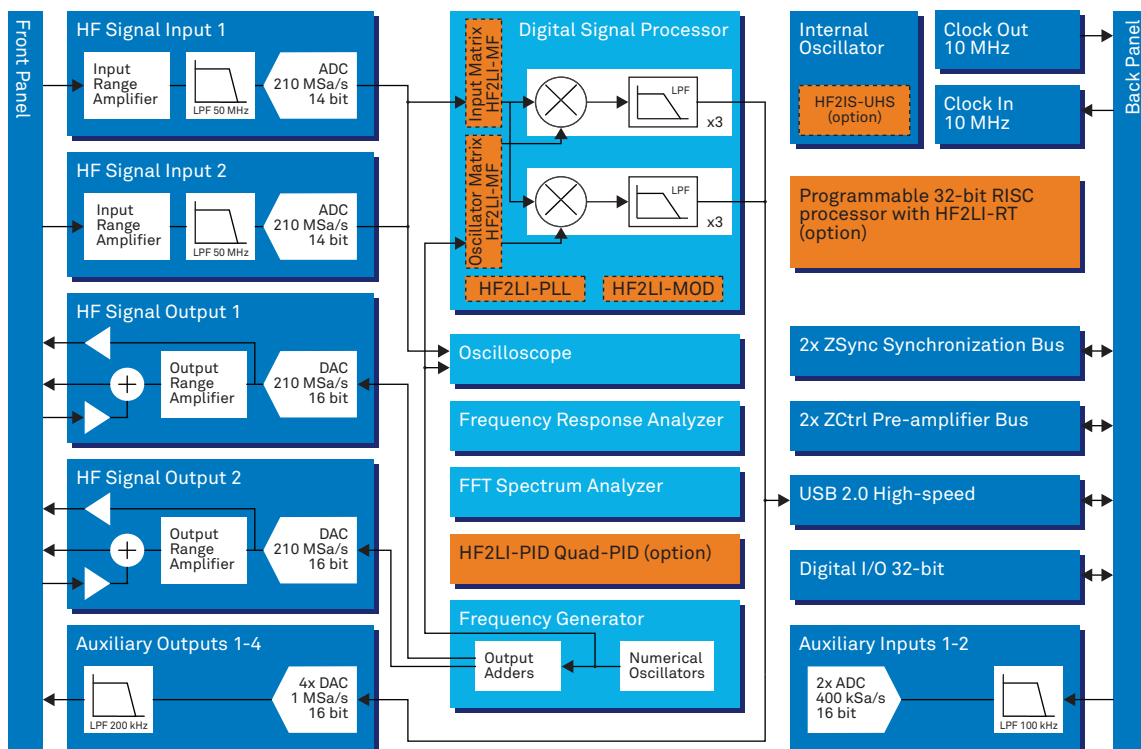 Front Panel
HF Signal Input 1
Input
Range
Amplifier
LPF 50 MHz
ADC
210 MSa/s
14 bit
HF Signal Input 2
Input
Range
Amplifier
LPF 50 MHz
ADC
210 MSa/s
14 bit
HF Signal Output 1
Output
Range
Amplifier
DAC
210 MSa/s
16 bit
HF Signal Output 2
Output
Range
Amplifier
DAC
210 MSa/s
16 bit
Auxiliary Outputs 1-4
LPF 200 kHz
4x DAC
1 MSa/s
16 bit
Digital Signal Processor
Input Matrix
HF2LI-MF
Oscillator Matrix
HF2LI-MF
LPF
x3
LPF
x3
HF2LI-PLL
HF2LI-MOD
Oscilloscope
Frequency Response Analyzer
FFT Spectrum Analyzer
HF2LI-PID Quad-PID (option)
Frequency Generator
Output
Adders
Numerical
Oscillators
Internal
Oscillator
HF2IS-UHS
(option)
Clock Out
10 MHz
Clock In
10 MHz
Programmable 32-bit RISC
processor with HF2LI-RT
(option)
2x ZSync Synchronization Bus
2x ZCtrl Pre-amplifier Bus
USB 2.0 High-speed
Digital I/O 32-bit
Auxiliary Inputs 1-2
2x ADC
400 kSa/s
16 bit
LPF 100 kHz
Back Panel